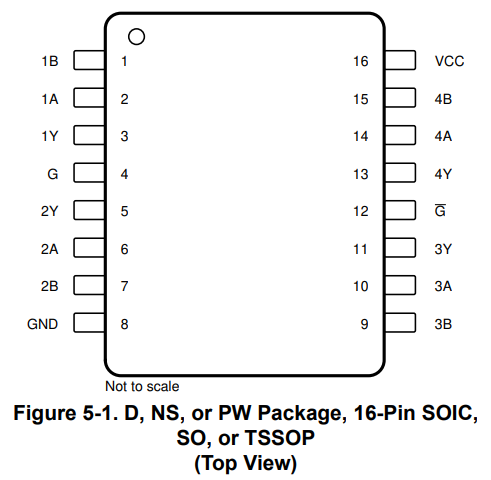 1B 1 16 VCC
1A 2 15 4B
1Y 3 14 4A
G 4 13 4Y
2Y 5 12 G̅
2A 6 11 3Y
2B 7 10 3A
GND 8 9 3B
Not to scale
Figure 5-1. D, NS, or PW Package, 16-Pin SOIC,
SO, or TSSOP
(Top View)